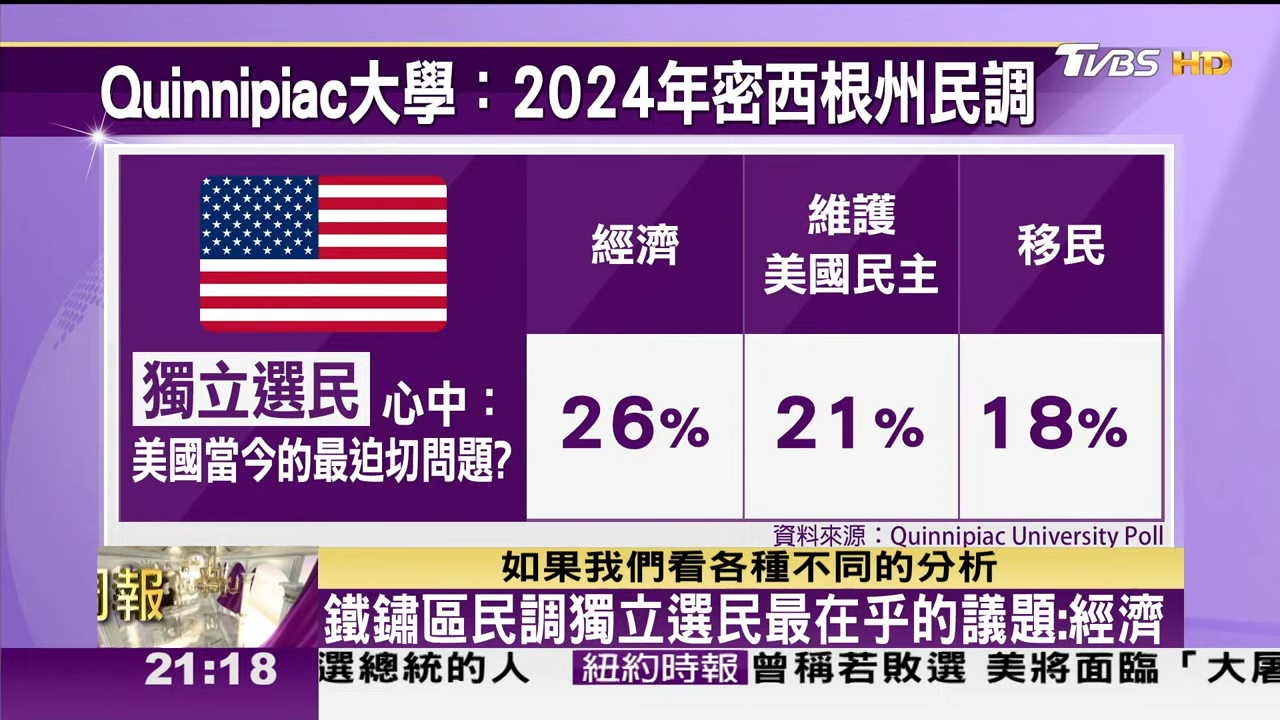 TVBS HD
Quinnipiac大學：2024年密西根州民調
經濟
維護
美國民主
移民
獨立選民 心中：
美國當今的最迫切問題?
26%
21%
18%
資料來源：Quinnipiac University Poll
如果我們看各種不同的分析
報
鐵鏽區民調獨立選民最在乎的議題:經濟
21:18
選總統的人 紐約時報 曾稱若敗選 美將面臨「大屠